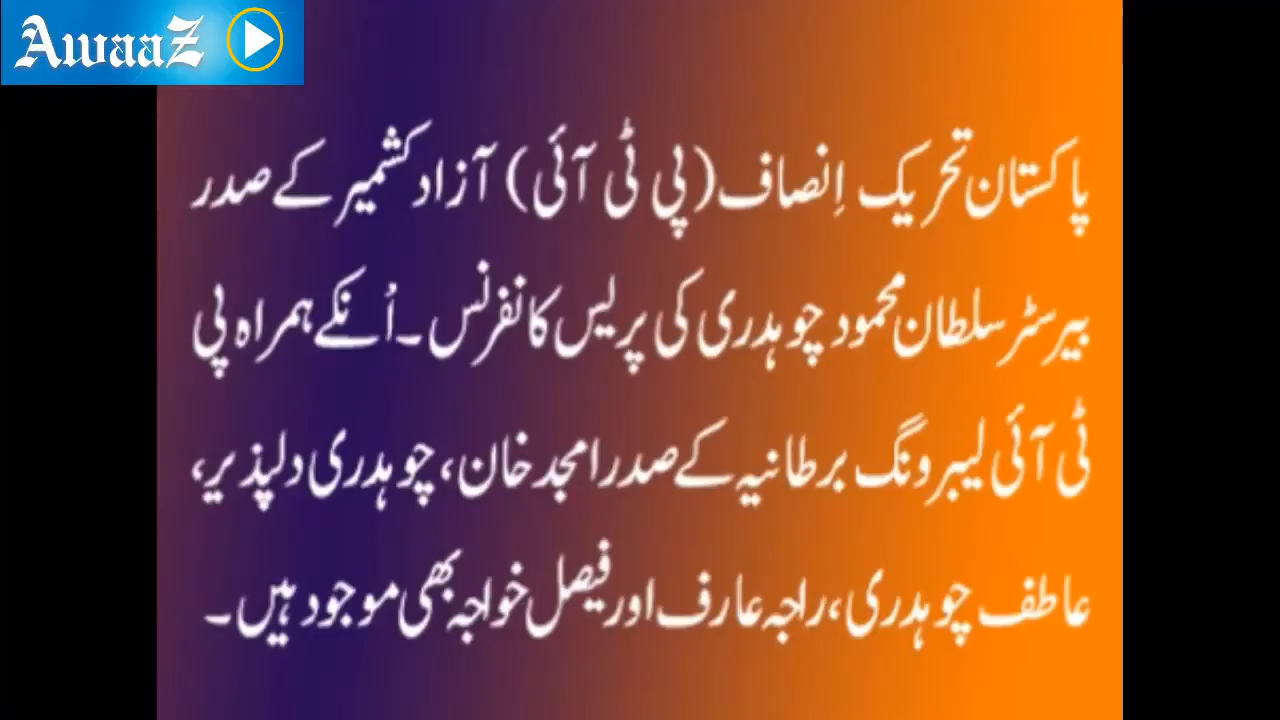 AwaaZ
پاکستان تحریک اِنصاف (پی ٹی آئی) آزاد کشمیر کے صدر
بیرسٹر سلطان محمود چوہدری کی پریس کانفرنس۔ اُنکے ہمراہ پی
ٹی آئی لیبر ونگ برطانیہ کے صدر امجد خان، چوہدری دلپذیر،
عاطف چوہدری، راجہ عارف اور فیصل خواجہ بھی موجود ہیں۔